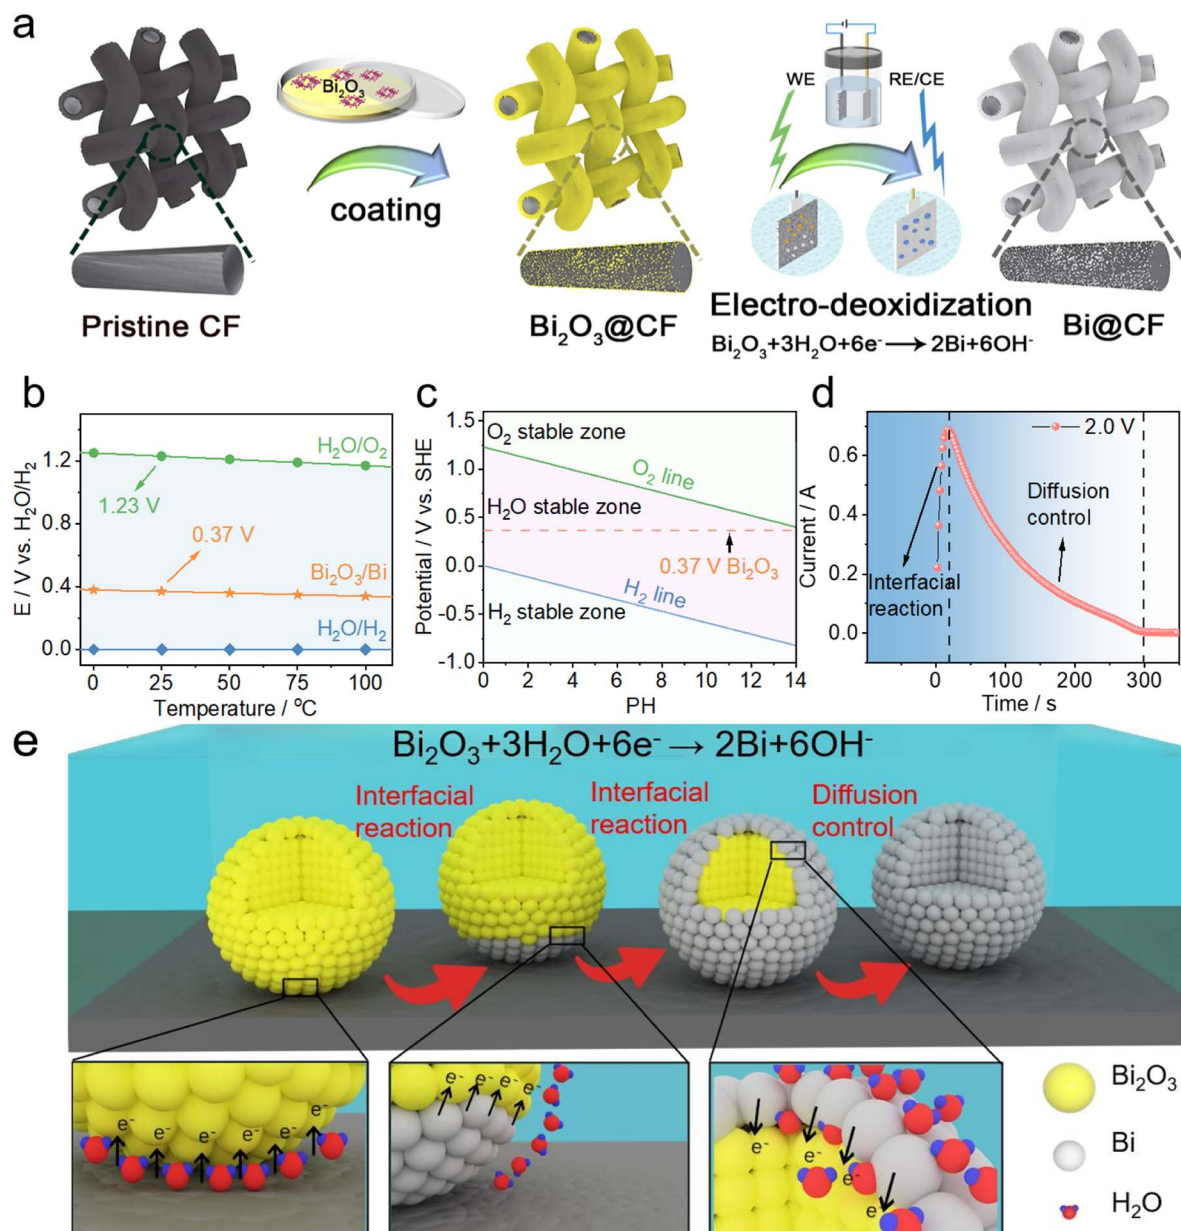 a
Bi₂O₃
coating
WE
RE/CE
Electro-deoxidization
Bi₂O₃+3H₂O+6e⁻→2Bi+6OH⁻
Pristine CF
Bi₂O₃@CF
Bi@CF
b
E / V vs. H₂O/H₂
1.2
0.8
0.4
0.0
H₂O/O₂
1.23 V
0.37 V
Bi₂O₃/Bi
H₂O/H₂
0
25
50
75
100
Temperature / °C
c
Potential / V vs. SHE
1.5
1.0
0.5
0.0
-0.5
-1.0
O₂ stable zone
O₂ line
H₂O stable zone
0.37 V Bi₂O₃
H₂ line
H₂ stable zone
0
2
4
6
8
10
12
14
PH
d
Current / A
0.6
0.4
0.2
0.0
2.0 V
Diffusion
control
Interfacial
reaction
0
100
200
300
Time / s
e
Bi₂O₃+3H₂O+6e⁻→ 2Bi+6OH⁻
Interfacial
reaction
Interfacial
reaction
Diffusion
control
e⁻
e⁻
e⁻
e⁻
e⁻
e⁻
e⁻
e⁻
e⁻
e⁻
e⁻
e⁻
e⁻
e⁻
Bi₂O₃
Bi
H₂O